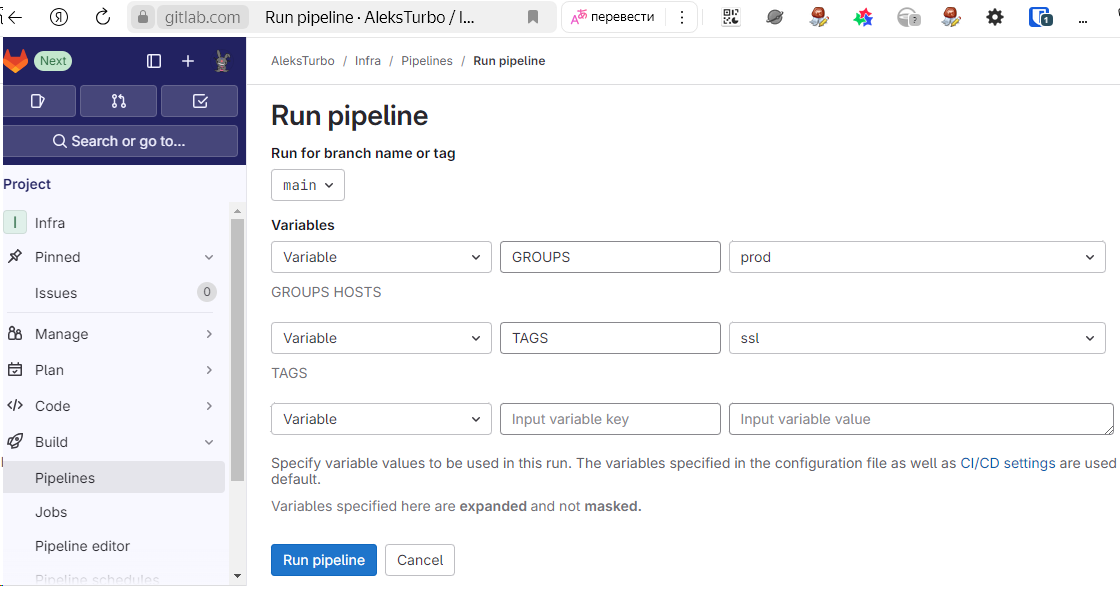 Я gitlab.com Run pipeline · AleksTurbo / I... перевести
Next
Search or go to...
Project
I Infra
Pinned
Issues 0
Manage
Plan
Code
Build
Pipelines
Jobs
Pipeline editor
Pipeline schedules
AleksTurbo / Infra / Pipelines / Run pipeline
Run pipeline
Run for branch name or tag
main
Variables
Variable GROUPS prod
GROUPS HOSTS
Variable TAGS ssl
TAGS
Variable Input variable key Input variable value
Specify variable values to be used in this run. The variables specified in the configuration file as well as CI/CD settings are used
default.
Variables specified here are expanded and not masked.
Run pipeline Cancel